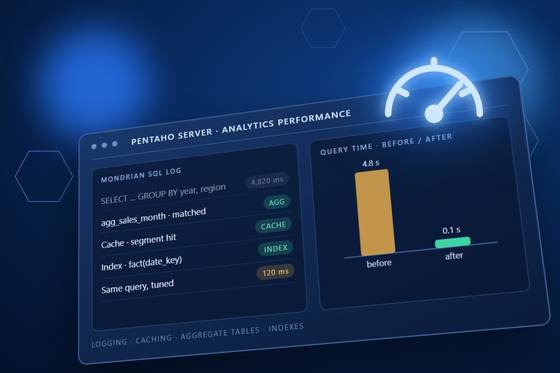 PENTAHO SERVER · ANALYTICS PERFORMANCE
MONDRIAN SQL LOG
SELECT ... GROUP BY year, region 4,820 ms
agg_sales_month · matched AGG
Cache · segment hit CACHE
Index · fact(date_key) INDEX
Same query, tuned 120 ms
QUERY TIME · BEFORE / AFTER
4.8 s
0.1 s
before
after
LOGGING · CACHING · AGGREGATE TABLES · INDEXES